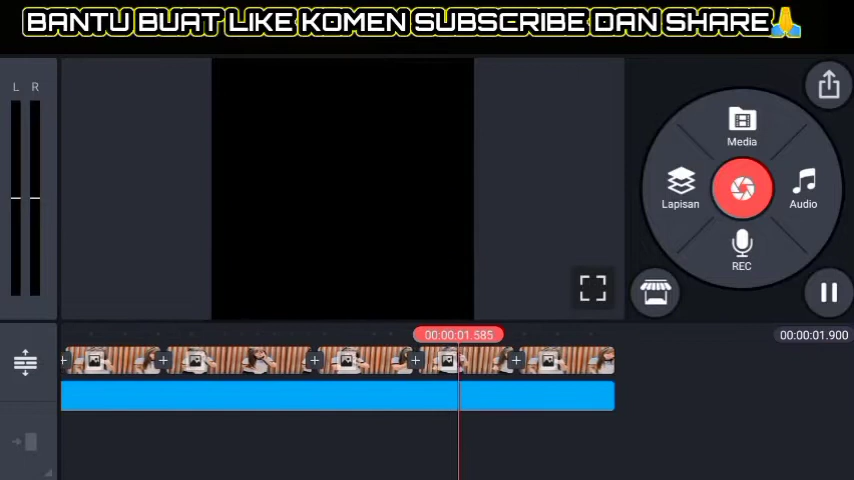 BANTU BUAT LIKE KOMEN SUBSCRIBE DAN SHARE🙏
L R
Media
Lapisan
Audio
REC
00:00:01.585
00:00:01.900